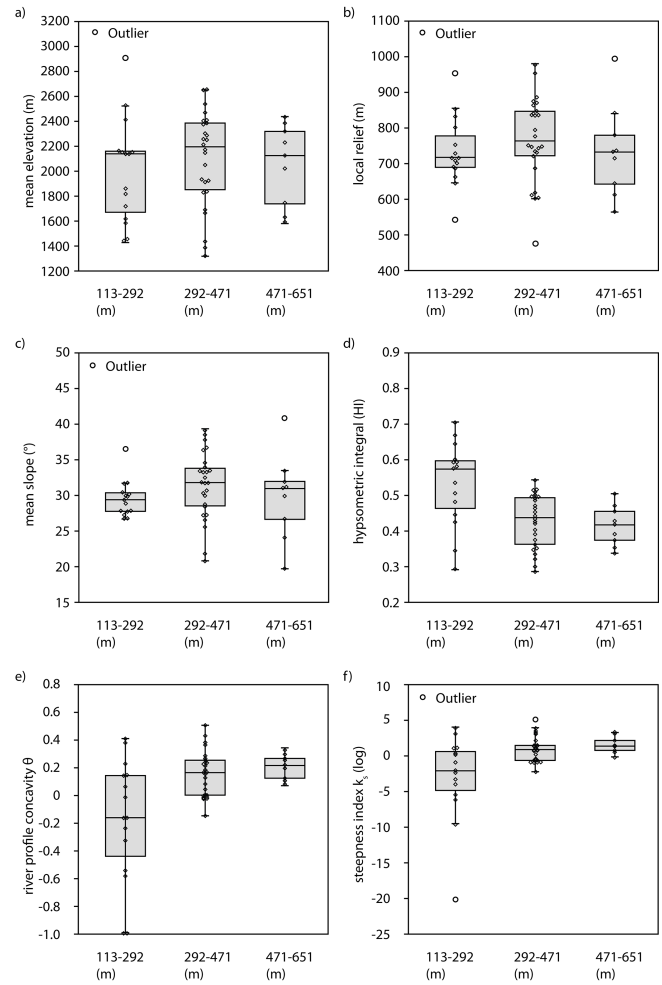 a)
mean elevation (m)
3200
3000
2800
2600
2400
2200
2000
1800
1600
1400
1200
Outlier
113-292 292-471 471-651
(m) (m) (m)
b)
local relief (m)
1100
1000
900
800
700
600
500
400
Outlier
113-292 292-471 471-651
(m) (m) (m)
c)
mean slope (°)
50
45
40
35
30
25
20
15
Outlier
113-292 292-471 471-651
(m) (m) (m)
d)
hypsometric integral (HI)
0.9
0.8
0.7
0.6
0.5
0.4
0.3
0.2
113-292 292-471 471-651
(m) (m) (m)
e)
river profile concavity θ
0.8
0.6
0.4
0.2
0
-0.2
-0.4
-0.6
-0.8
-1.0
113-292 292-471 471-651
(m) (m) (m)
f)
steepness index ks (log)
10
5
0
-5
-10
-15
-20
-25
Outlier
113-292 292-471 471-651
(m) (m) (m)